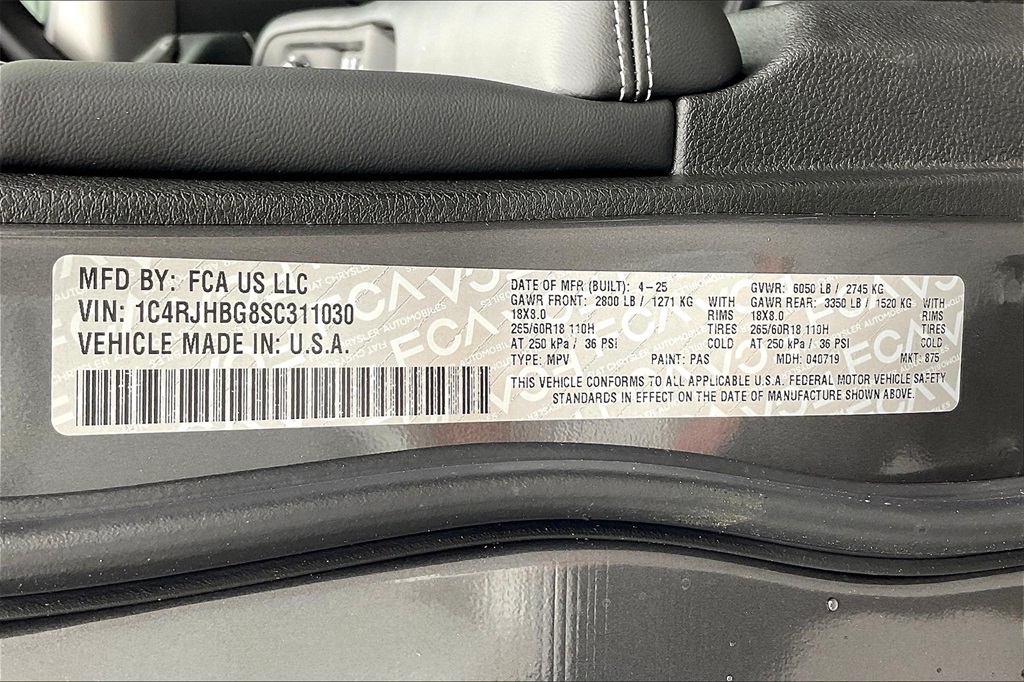 MFD BY: FCA US LLC
VIN: 1C4RJHBG8SC311030
VEHICLE MADE IN: U.S.A.
DATE OF MFR (BUILT): 4-25 GVWR: 6050 LB / 2745 KG
GAWR FRONT: 2800 LB / 1271 KG GAWR REAR: 3350 LB / 1520 KG
18X8.0 RIMS 18X8.0 RIMS
265/60R18 110H TIRES 265/60R18 110H TIRES
AT 250 kPa / 36 PSI COLD AT 250 kPa / 36 PSI COLD
TYPE: MPV PAINT: PAS MDH: 040719 MKT: 875
THIS VEHICLE CONFORMS TO ALL APPLICABLE U.S.A. FEDERAL MOTOR VEHICLE SAFETY
STANDARDS IN EFFECT ON THE DATE OF MANUFACTURE SHOWN ABOVE.